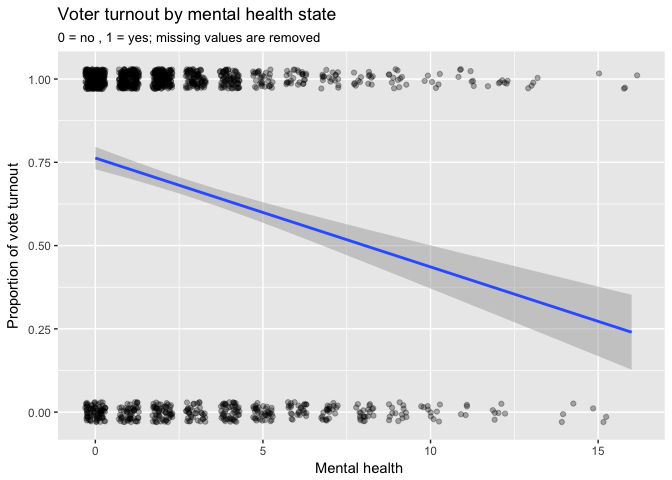 Voter turnout by mental health state
0 = no , 1 = yes; missing values are removed
1.00
0.75
0.50
0.25
0.00
Proportion of vote turnout
0 5 10 15
Mental health